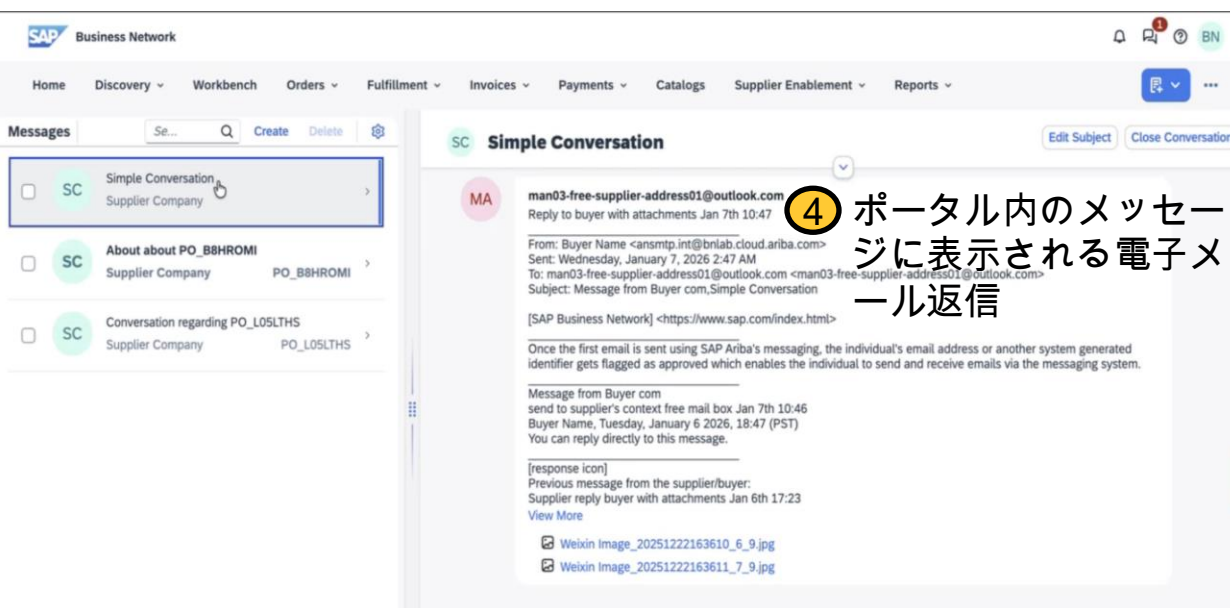 SAP Business Network
1
BN
Home Discovery Workbench Orders Fulfillment Invoices Payments Catalogs Supplier Enablement Reports
Messages Se... Create Delete
SC Simple Conversation
Supplier Company
SC About about PO_B8HROMI
Supplier Company PO_B8HROMI
SC Conversation regarding PO_L05LTHS
Supplier Company PO_L05LTHS
SC Simple Conversation
Edit Subject Close Conversation
MA
man03-free-supplier-address01@outlook.com
Reply to buyer with attachments Jan 7th 10:47
From: Buyer Name <ansmtp.int@bnlab.cloud.ariba.com>
Sent: Wednesday, January 7, 2026 2:47 AM
To: man03-free-supplier-address01@outlook.com <man03-free-supplier-address01@outlook.com>
Subject: Message from Buyer com,Simple Conversation
[SAP Business Network] <https://www.sap.com/index.html>
Once the first email is sent using SAP Ariba's messaging, the individual's email address or another system generated
identifier gets flagged as approved which enables the individual to send and receive emails via the messaging system.
Message from Buyer com
send to supplier's context free mail box Jan 7th 10:46
Buyer Name, Tuesday, January 6 2026, 18:47 (PST)
You can reply directly to this message.
[response icon]
Previous message from the supplier/buyer:
Supplier reply buyer with attachments Jan 6th 17:23
View More
Weixin Image_20251222163610_6_9.jpg
Weixin Image_20251222163611_7_9.jpg
4 ポータル内のメッセー
ジに表示される電子メ
ール返信